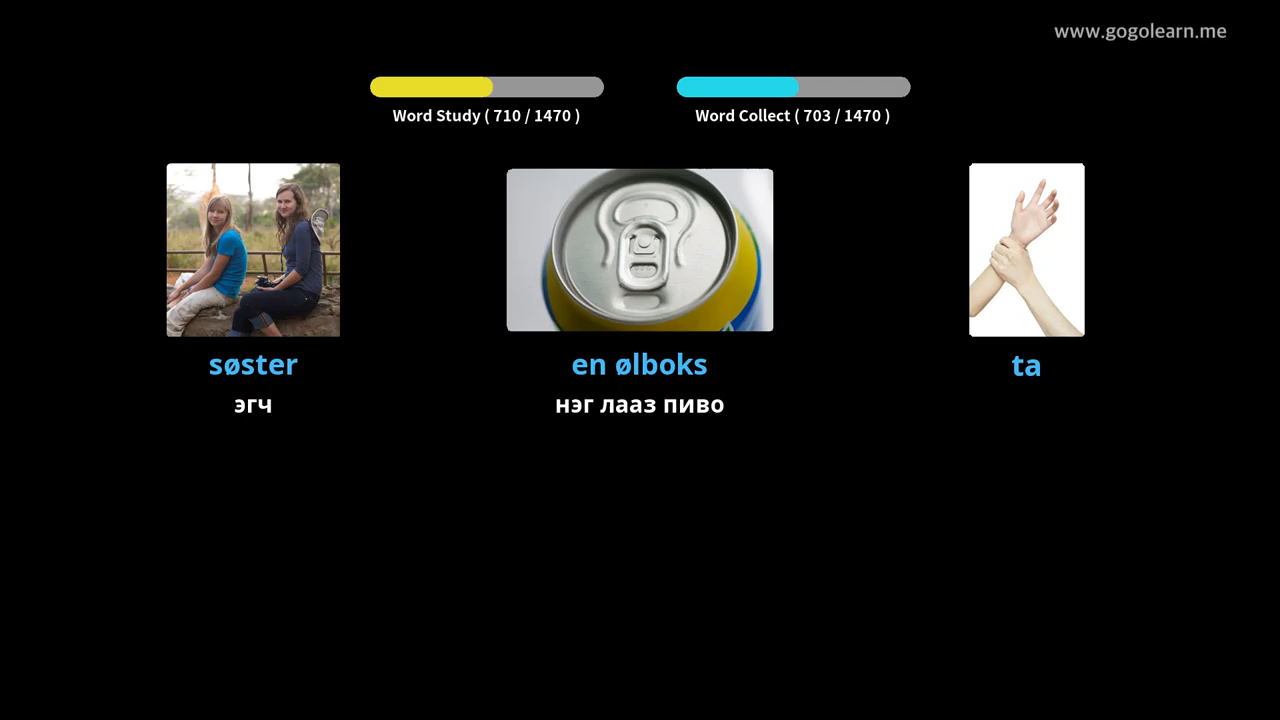 www.gogolearn.me
Word Study ( 710 / 1470 )
Word Collect ( 703 / 1470 )
søster
эгч
en ølboks
нэг лааз пиво
ta